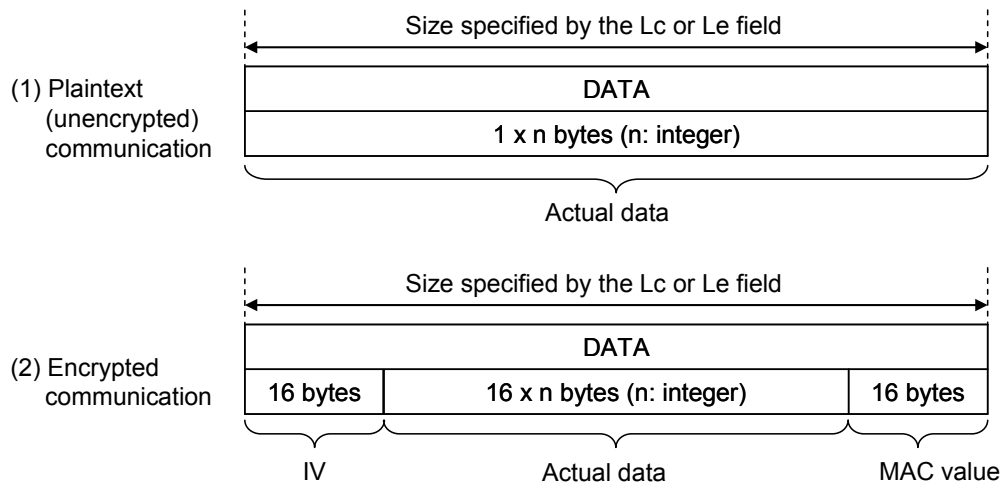 Size specified by the Lc or Le field
(1) Plaintext
(unencrypted)
communication
DATA
1 x n bytes (n: integer)
Actual data
Size specified by the Lc or Le field
(2) Encrypted
communication
DATA
16 bytes
16 x n bytes (n: integer)
16 bytes
IV
Actual data
MAC value